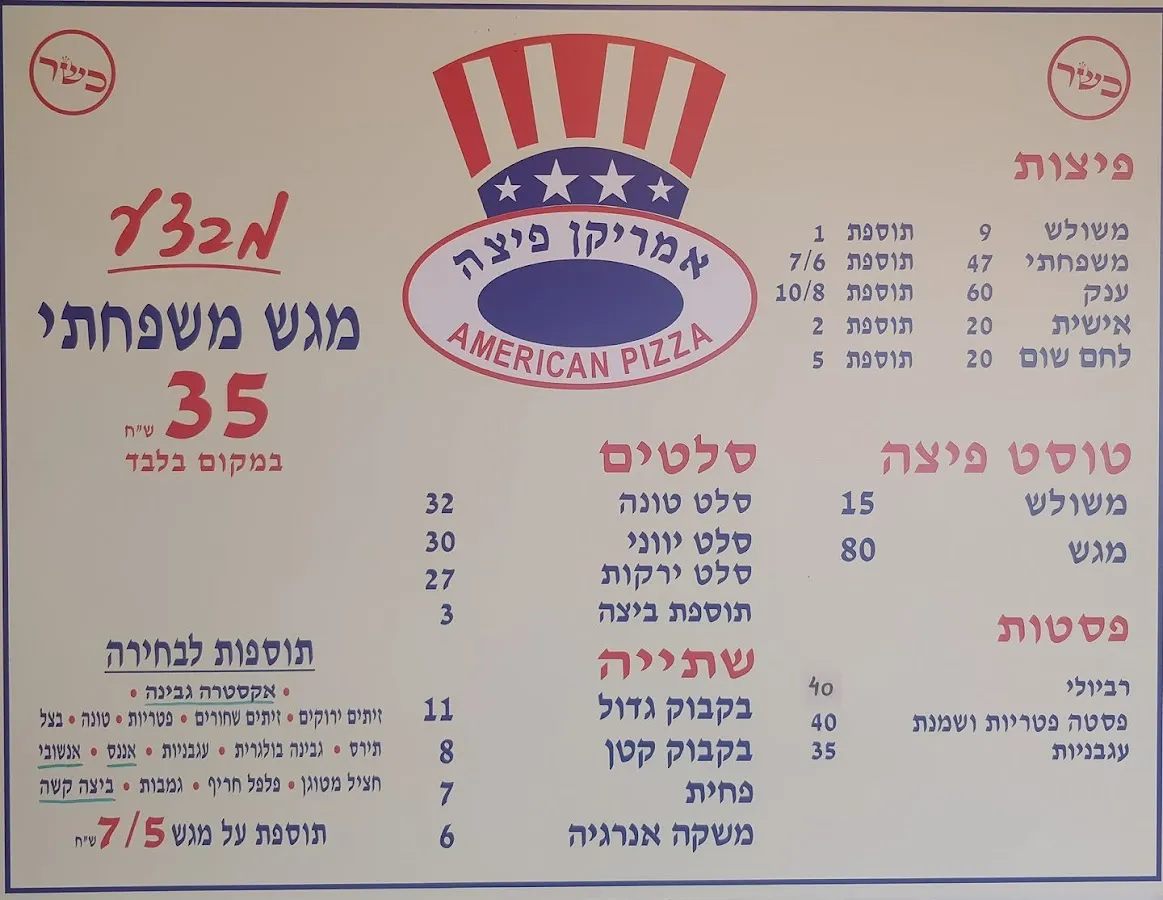 כשר
כשר
אמריקן פיצה
AMERICAN PIZZA
פיצות
משולש 9 תוספת 1
משפחתי 47 תוספת 7/6
ענק 60 תוספת 10/8
אישית 20 תוספת 2
לחם שום 20 תוספת 5
טוסט פיצה
משולש 15
מגש 80
פסטות
רביולי 40
פסטה פטריות ושמנת 40
עגבניות 35
סלטים
סלט טונה 32
סלט יווני 30
סלט ירקות 27
תוספת ביצה 3
שתייה
בקבוק גדול 11
בקבוק קטן 8
פחית 7
משקה אנרגיה 6
מבצע
מגש משפחתי
35 ש"ח
במקום בלבד
תוספות לבחירה
• אקסטרה גבינה •
זיתים ירוקים • זיתים שחורים • פטריות • טונה • בצל
תירס • גבינה בולגרית • עגבניות • אננס • אנשובי
חציל מטוגן • פלפל חריף • גמבות • ביצה קשה
תוספת על מגש 7/5 ש"ח